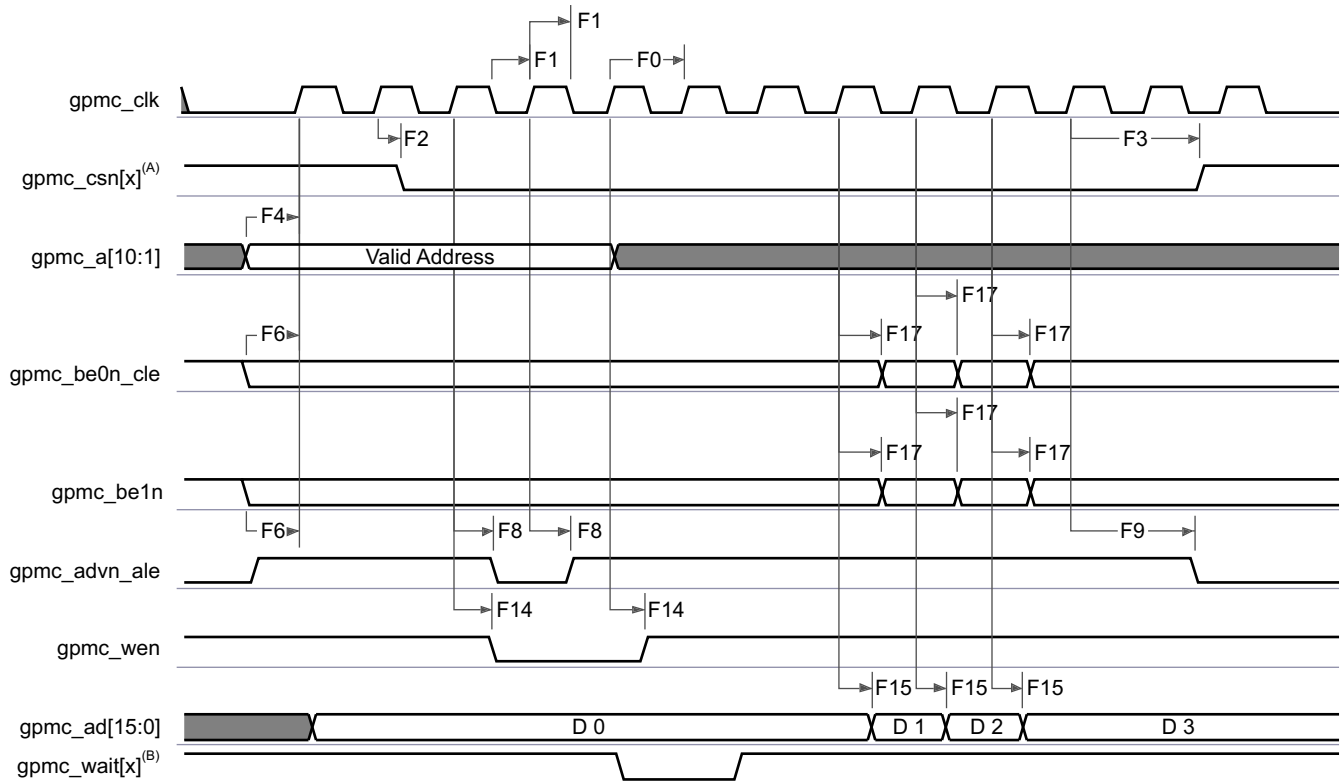 F1
F1
F0
gpmc_clk
F2
F3
gpmc_csn[x](A)
F4
gpmc_a[10:1]
Valid Address
F17
F6
F17
F17
gpmc_be0n_cle
F17
F17
F17
gpmc_be1n
F6
F8
F8
F9
gpmc_advn_ale
F14
F14
gpmc_wen
F15
F15
F15
gpmc_ad[15:0]
D 0
D 1
D 2
D 3
gpmc_wait[x](B)